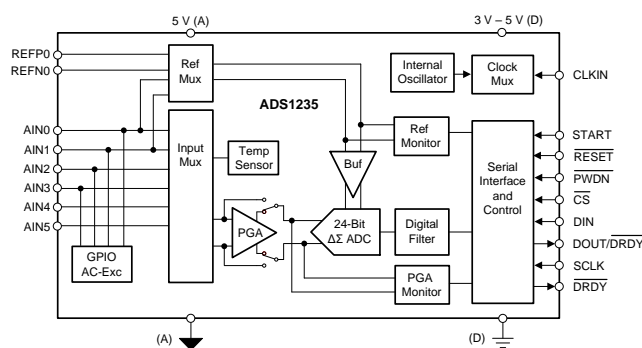 5 V (A)
3 V – 5 V (D)
REFP0
REFN0
Ref
Mux
Internal
Oscillator
Clock
Mux
CLKIN
ADS1235
AIN0
AIN1
AIN2
AIN3
AIN4
AIN5
Input
Mux
Temp
Sensor
Buf
Ref
Monitor
Serial
Interface
and
Control
START
RESET
PWDN
CS
DIN
DOUT/DRDY
SCLK
DRDY
PGA
24-Bit
ΔΣ ADC
Digital
Filter
GPIO
AC-Exc
PGA
Monitor
(A)
(D)